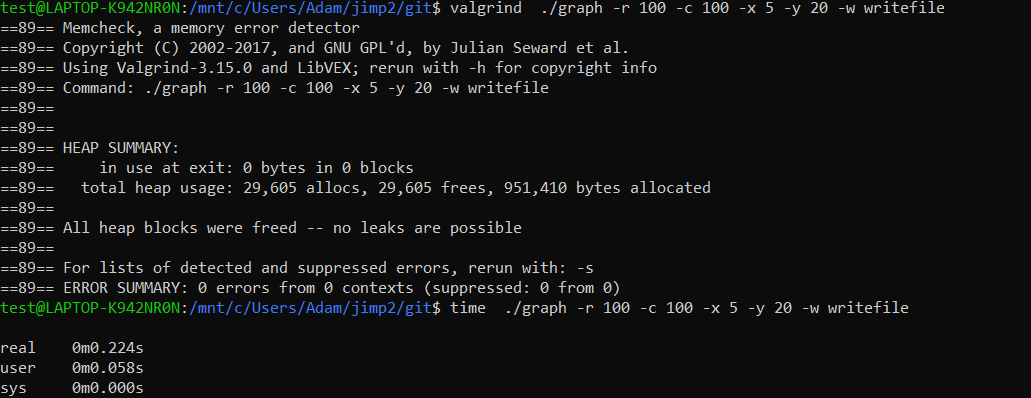 test@LAPTOP-K942NR0N:/mnt/c/Users/Adam/jimp2/git$ valgrind  ./graph -r 100 -c 100 -x 5 -y 20 -w writefile
==89== Memcheck, a memory error detector
==89== Copyright (C) 2002-2017, and GNU GPL'd, by Julian Seward et al.
==89== Using Valgrind-3.15.0 and LibVEX; rerun with -h for copyright info
==89== Command: ./graph -r 100 -c 100 -x 5 -y 20 -w writefile
==89==
==89==
==89== HEAP SUMMARY:
==89==     in use at exit: 0 bytes in 0 blocks
==89==   total heap usage: 29,605 allocs, 29,605 frees, 951,410 bytes allocated
==89==
==89== All heap blocks were freed -- no leaks are possible
==89==
==89== For lists of detected and suppressed errors, rerun with: -s
==89== ERROR SUMMARY: 0 errors from 0 contexts (suppressed: 0 from 0)
test@LAPTOP-K942NR0N:/mnt/c/Users/Adam/jimp2/git$ time  ./graph -r 100 -c 100 -x 5 -y 20 -w writefile

real    0m0.224s
user    0m0.058s
sys     0m0.000s